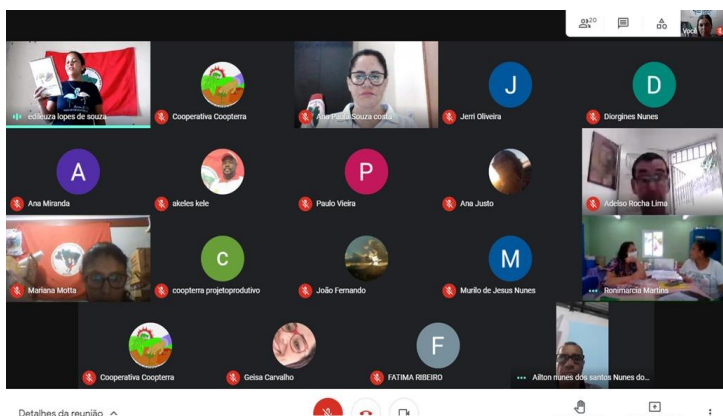 20
Você
edileuza lopes de souza
Cooperativa Coopterra
Ana Paula Souza costa
J
Jerri Oliveira
D
Diorgines Nunes
A
Ana Miranda
akeles kele
P
Paulo Vieira
Ana Justo
Adelso Rocha Lima
Mariana Motta
C
coopterra projetoprodutivo
João Fernando
M
Murilo de Jesus Nunes
Ronimarcia Martins
Cooperativa Coopterra
Geisa Carvalho
F
FATIMA RIBEIRO
Ailton nunes dos santos Nunes do...
Detalhes da reunião